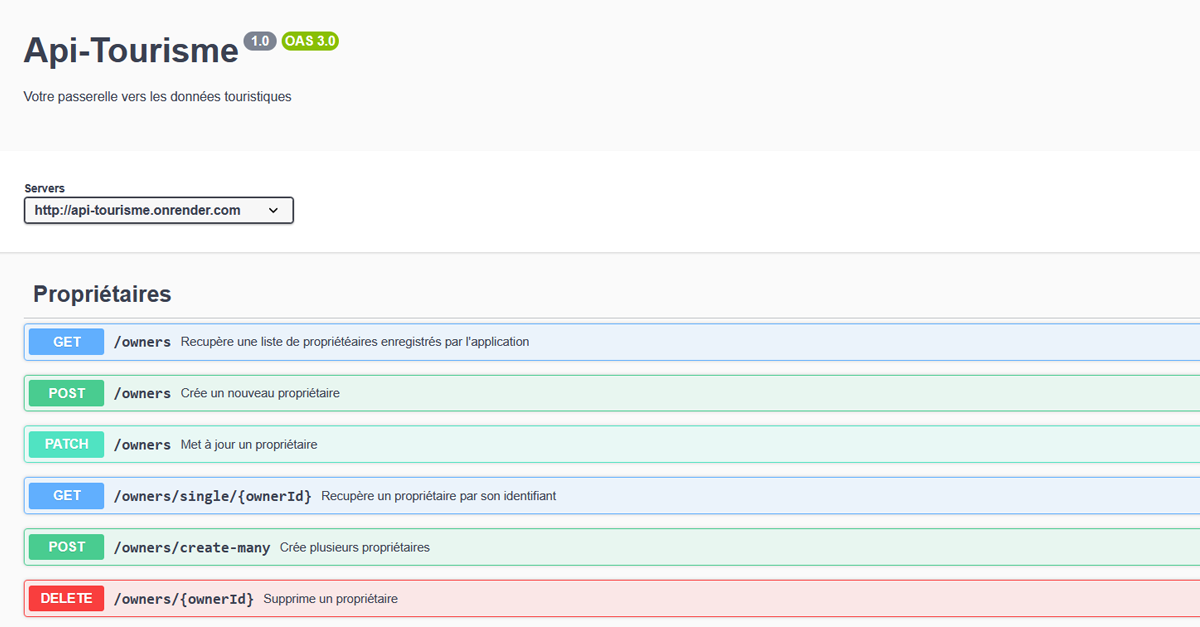 Api-Tourisme 1.0 OAS 3.0
Votre passerelle vers les données touristiques
Servers
http://api-tourisme.onrender.com
Propriétaires
GET /owners Recupère une liste de propriétéaires enregistrés par l'application
POST /owners Crée un nouveau propriétaire
PATCH /owners Met à jour un propriétaire
GET /owners/single/{ownerId} Recupère un propriétaire par son identifiant
POST /owners/create-many Crée plusieurs propriétaires
DELETE /owners/{ownerId} Supprime un propriétaire